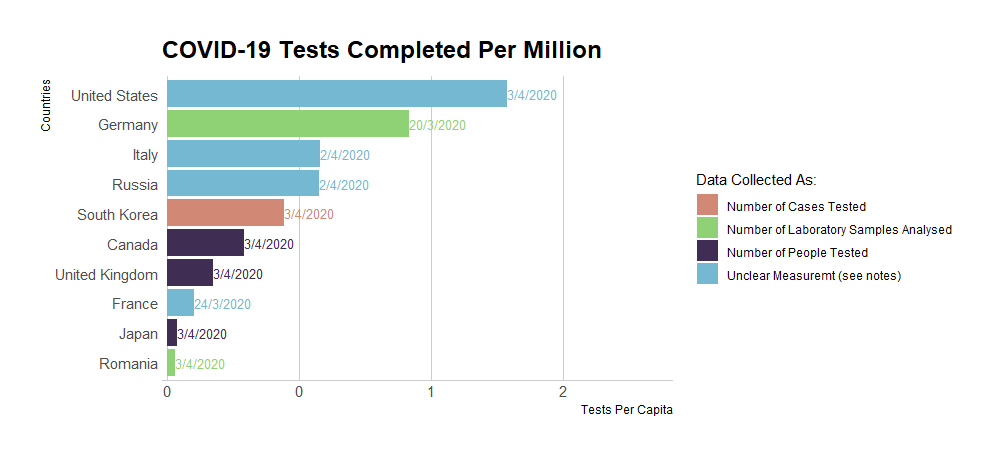 COVID-19 Tests Completed Per Million
Countries
United States 3/4/2020
Germany 20/3/2020
Italy 2/4/2020
Russia 2/4/2020
South Korea 3/4/2020
Canada 3/4/2020
United Kingdom 3/4/2020
France 24/3/2020
Japan 3/4/2020
Romania 3/4/2020
0 0 1 2
Tests Per Capita
Data Collected As:
Number of Cases Tested
Number of Laboratory Samples Analysed
Number of People Tested
Unclear Measuremt (see notes)